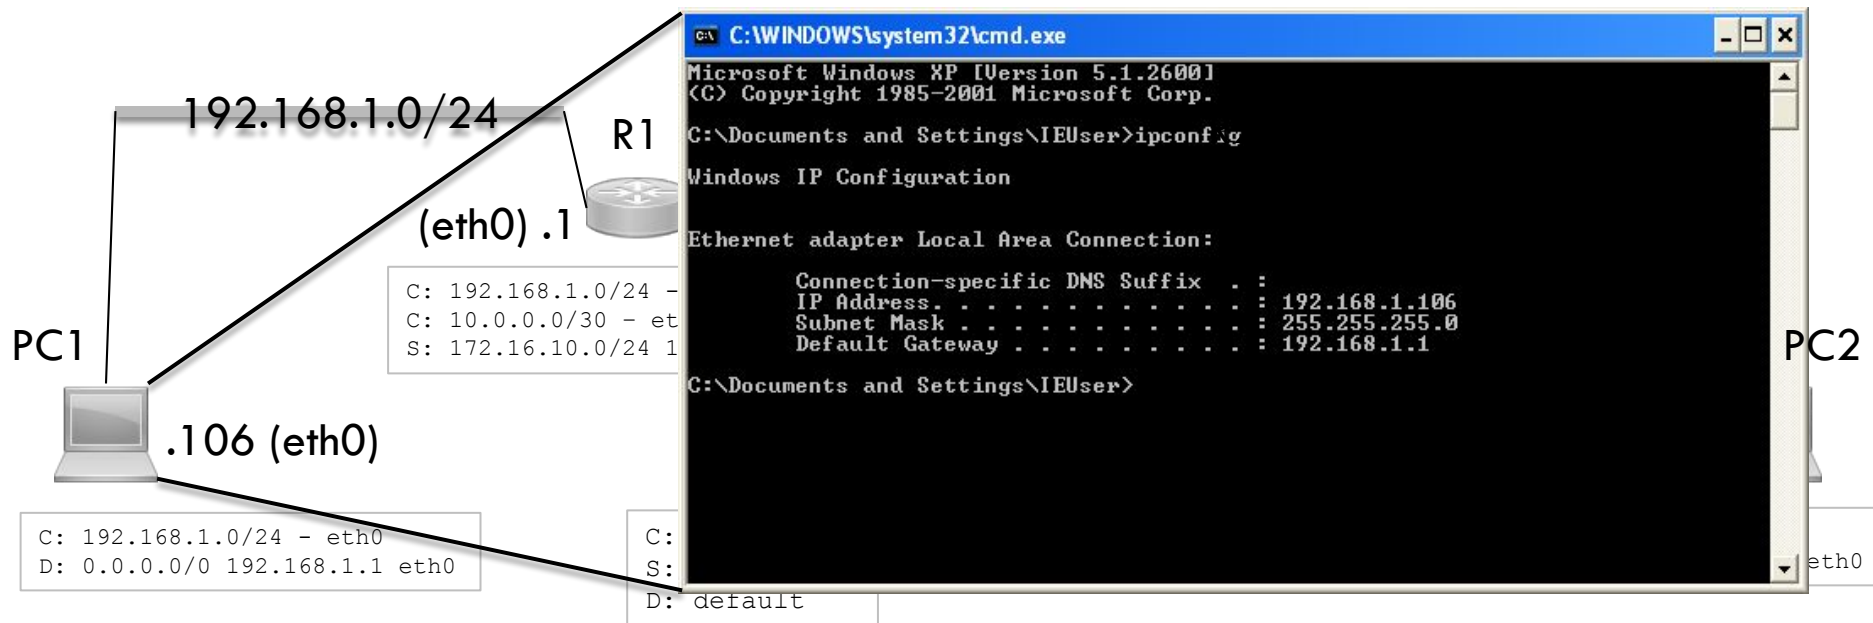 C:\WINDOWS\system32\cmd.exe
Microsoft Windows XP [Version 5.1.2600]
(C) Copyright 1985-2001 Microsoft Corp.
C:\Documents and Settings\IEUser>ipconfig
Windows IP Configuration
Ethernet adapter Local Area Connection:
Connection-specific DNS Suffix . :
IP Address. . . . . . . . . . . . : 192.168.1.106
Subnet Mask . . . . . . . . . . . : 255.255.255.0
Default Gateway . . . . . . . . . : 192.168.1.1
C:\Documents and Settings\IEUser>
192.168.1.0/24
R1
(eth0) .1
C: 192.168.1.0/24 -
C: 10.0.0.0/30 – et
S: 172.16.10.0/24 1
PC1
PC2
.106 (eth0)
C: 192.168.1.0/24 - eth0
D: 0.0.0.0/0 192.168.1.1 eth0
C:
S:
D: default
eth0